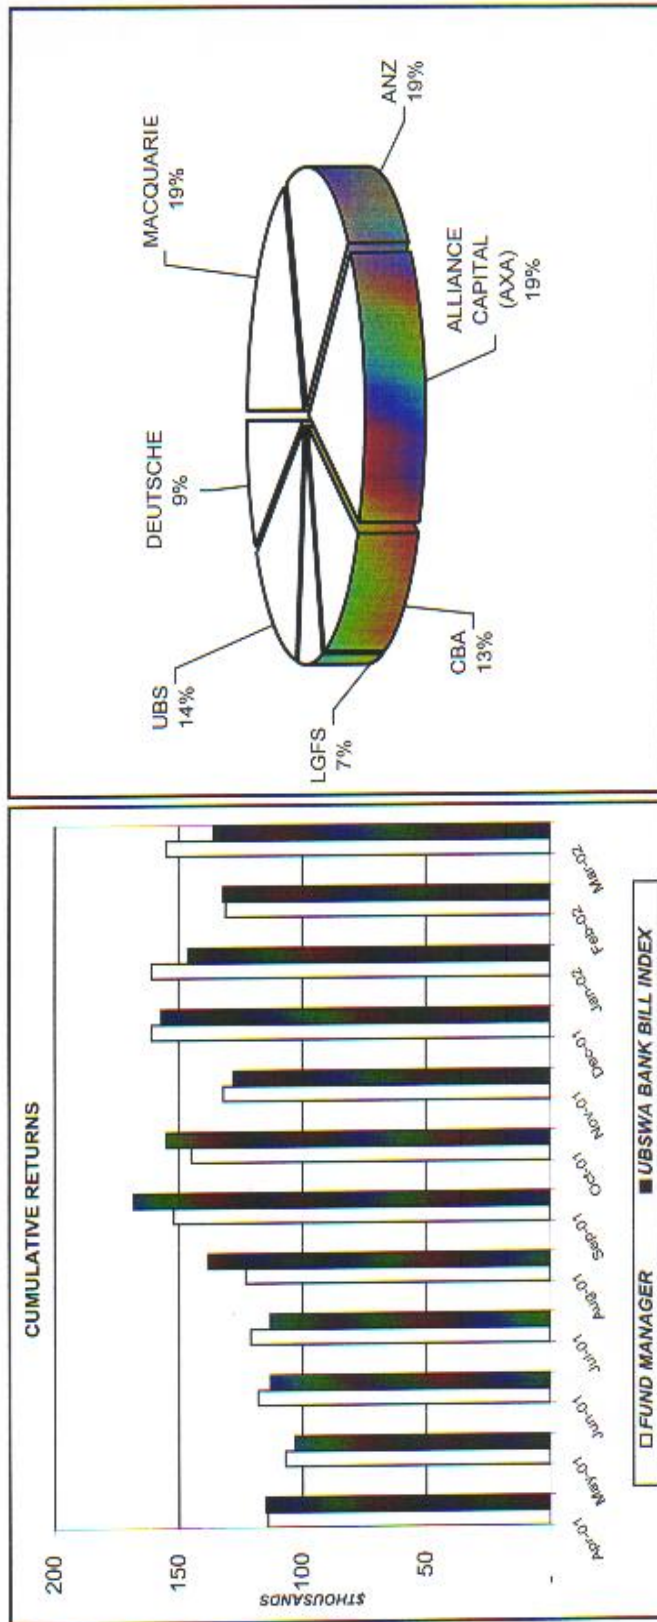 CUMULATIVE RETURNS
200
150
100
50
-
$THOUSANDS
Apr-01
May-01
Jun-01
Jul-01
Aug-01
Sep-01
Oct-01
Nov-01
Dec-01
Jan-02
Feb-02
Mar-02
FUND MANAGER
UBSWA BANK BILL INDEX
DEUTSCHE
9%
MACQUARIE
19%
UBS
14%
ANZ
19%
LGFS
7%
CBA
13%
ALLIANCE
CAPITAL
(AXA)
19%